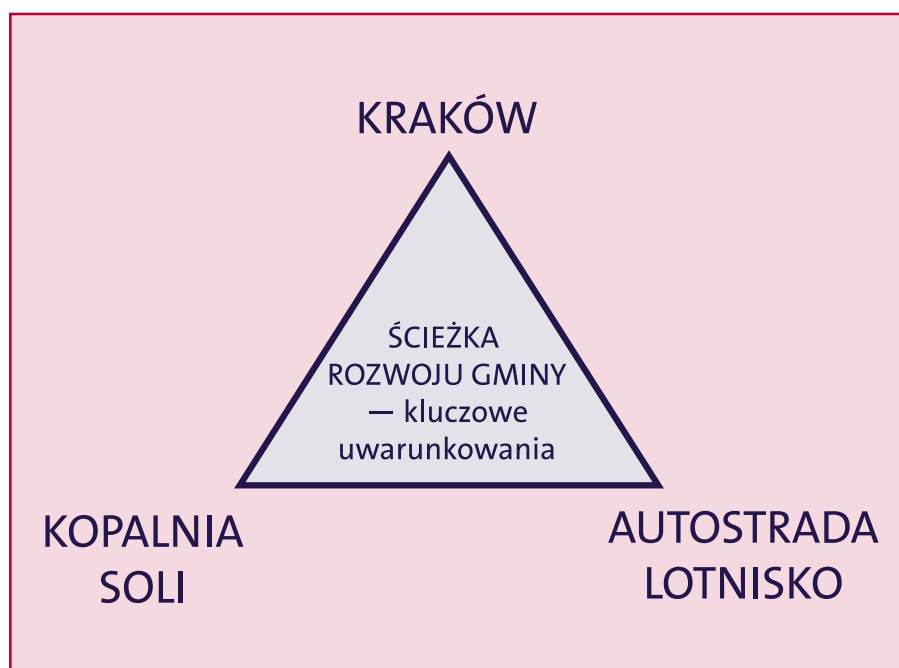 KRAKÓW
ŚCIEŻKA
ROZWOJU GMINY
— kluczowe
uwarunkowania
KOPALNIA
SOLI
AUTOSTRADA
LOTNISKO